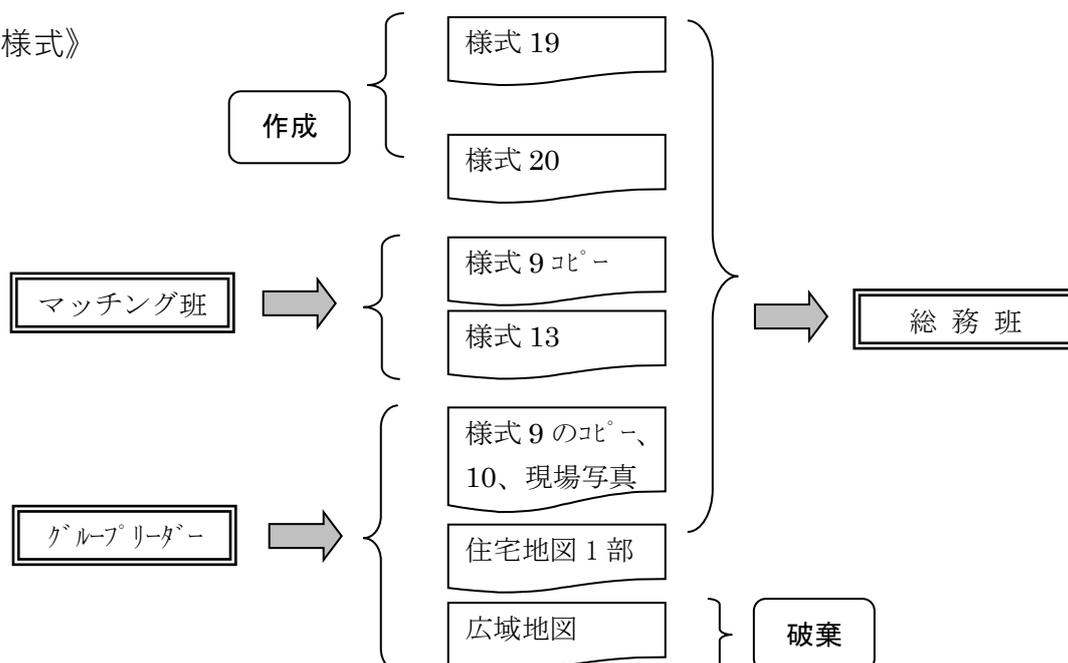 様式》
様式 19
作成
様式 20
様式 9 ｺﾋﾟｰ
マッチング班
様式 13
総 務 班
様式 9 のｺﾋﾟｰ、
10、現場写真
ｸﾞﾙｰﾌﾟﾘｰﾀﾞｰ
住宅地図 1 部
広域地図
破棄